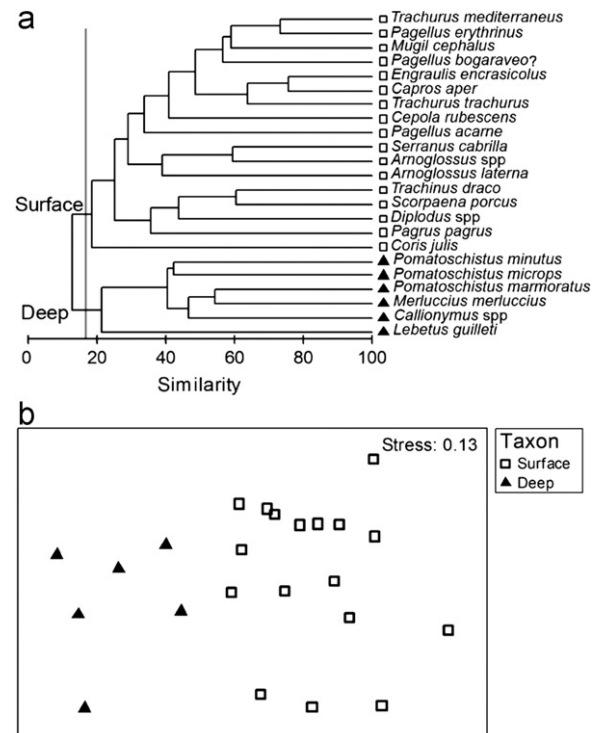 a
Trachurus mediterraneus
Pagellus erythrinus
Mugil cephalus
Pagellus bogaraveo?
Engraulis encrasicolus
Capros aper
Trachurus trachurus
Cepola rubescens
Pagellus acarne
Serranus cabrilla
Arnoglossus spp
Arnoglossus laterna
Trachinus draco
Surface
Scorpaena porcus
Diplodus spp
Pagrus pagrus
Coris julis
Pomatoschistus minutus
Pomatoschistus microps
Pomatoschistus marmoratus
Merluccius merluccius
Deep
Callionymus spp
Lebetus guilleti
0 20 40 60 80 100
Similarity
b
Stress: 0.13
Taxon
Surface
Deep